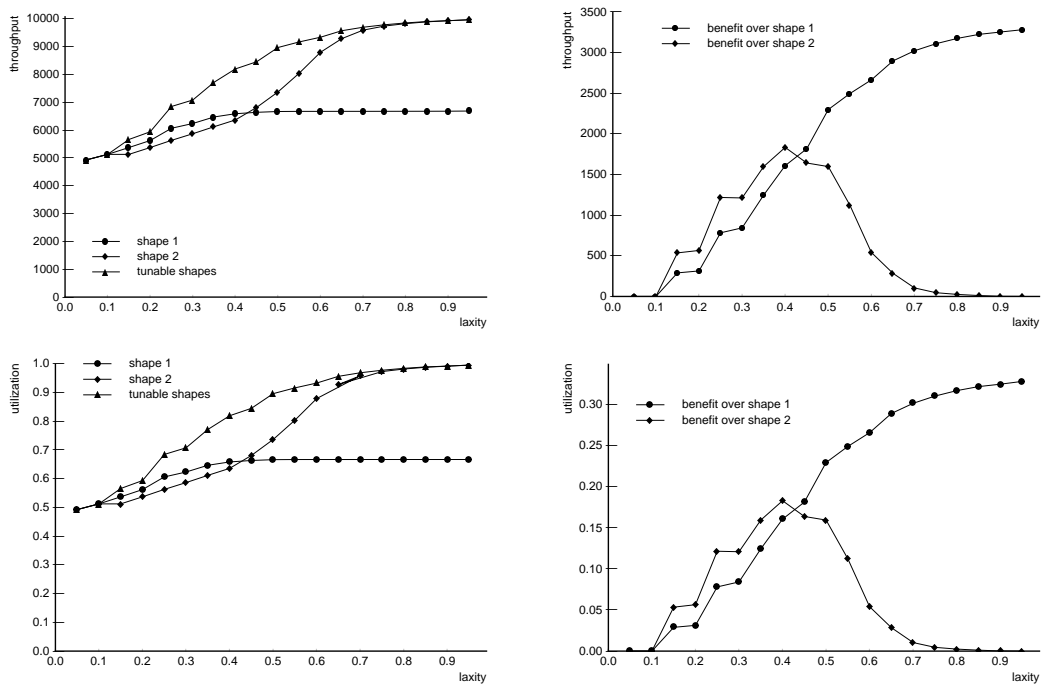 throughput
10000
9000
8000
7000
6000
5000
4000
3000
2000
1000
0
shape 1
shape 2
tunable shapes
0.0 0.1 0.2 0.3 0.4 0.5 0.6 0.7 0.8 0.9
laxity
throughput
3500
3000
2500
2000
1500
1000
500
0
benefit over shape 1
benefit over shape 2
0.0 0.1 0.2 0.3 0.4 0.5 0.6 0.7 0.8 0.9
laxity
utilization
1.0
0.9
0.8
0.7
0.6
0.5
0.4
0.3
0.2
0.1
0.0
shape 1
shape 2
tunable shapes
0.0 0.1 0.2 0.3 0.4 0.5 0.6 0.7 0.8 0.9
laxity
utilization
0.30
0.25
0.20
0.15
0.10
0.05
0.00
benefit over shape 1
benefit over shape 2
0.0 0.1 0.2 0.3 0.4 0.5 0.6 0.7 0.8 0.9
laxity